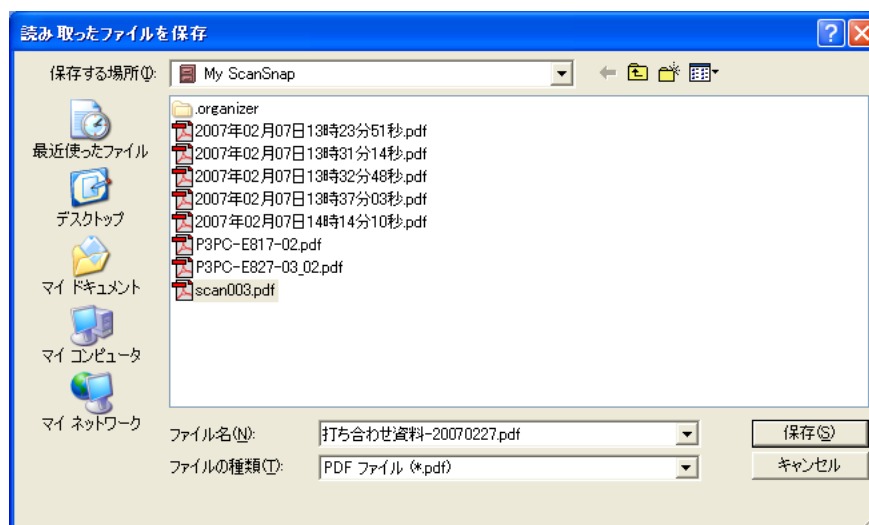 読み取ったファイルを保存
保存する場所(I):
My ScanSnap
.organizer
2007年02月07日13時23分51秒.pdf
2007年02月07日13時31分14秒.pdf
2007年02月07日13時32分48秒.pdf
2007年02月07日13時37分03秒.pdf
2007年02月07日14時14分10秒.pdf
P3PC-E817-02.pdf
P3PC-E827-03_02.pdf
scan003.pdf
最近使ったファイル
デスクトップ
マイ ドキュメント
マイ コンピュータ
マイ ネットワーク
ファイル名(N):
打ち合わせ資料-20070227.pdf
保存(S)
ファイルの種類(T):
PDF ファイル (*.pdf)
キャンセル